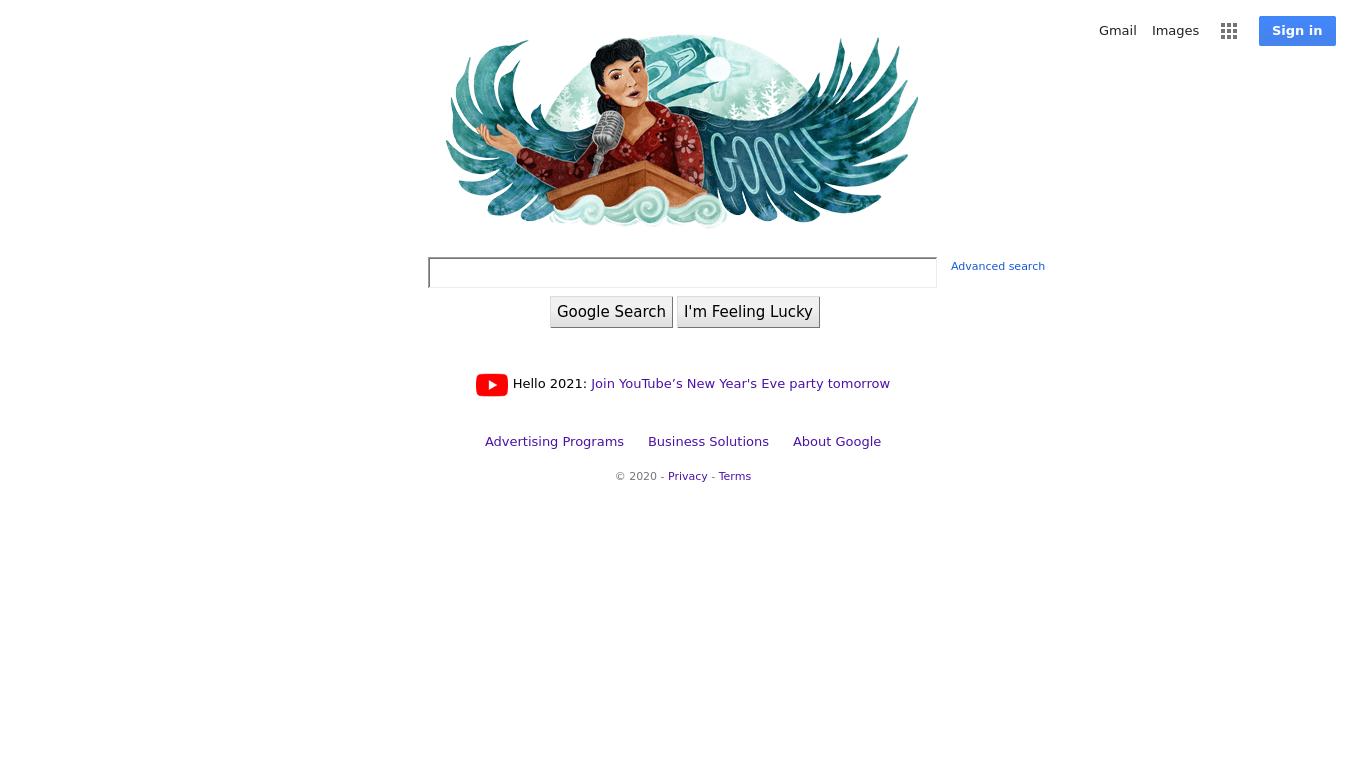 Gmail Images Sign in
GOOGLE
Advanced search
Google Search I'm Feeling Lucky
Hello 2021: Join YouTube’s New Year's Eve party tomorrow
Advertising Programs Business Solutions About Google
© 2020 - Privacy - Terms